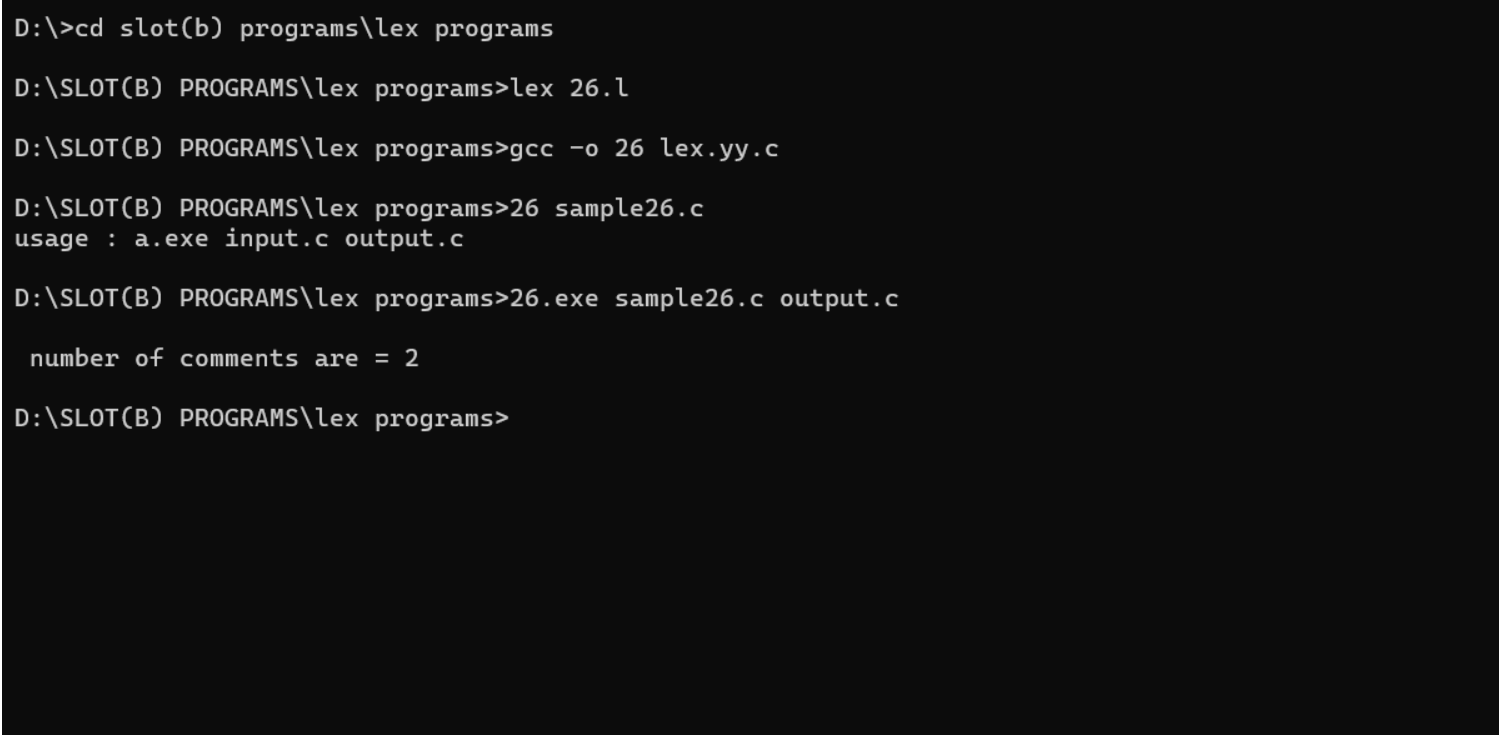 D:\>cd slot(b) programs\lex programs
D:\SLOT(B) PROGRAMS\lex programs>lex 26.l
D:\SLOT(B) PROGRAMS\lex programs>gcc -o 26 lex.yy.c
D:\SLOT(B) PROGRAMS\lex programs>26 sample26.c
usage : a.exe input.c output.c
D:\SLOT(B) PROGRAMS\lex programs>26.exe sample26.c output.c
number of comments are = 2
D:\SLOT(B) PROGRAMS\lex programs>